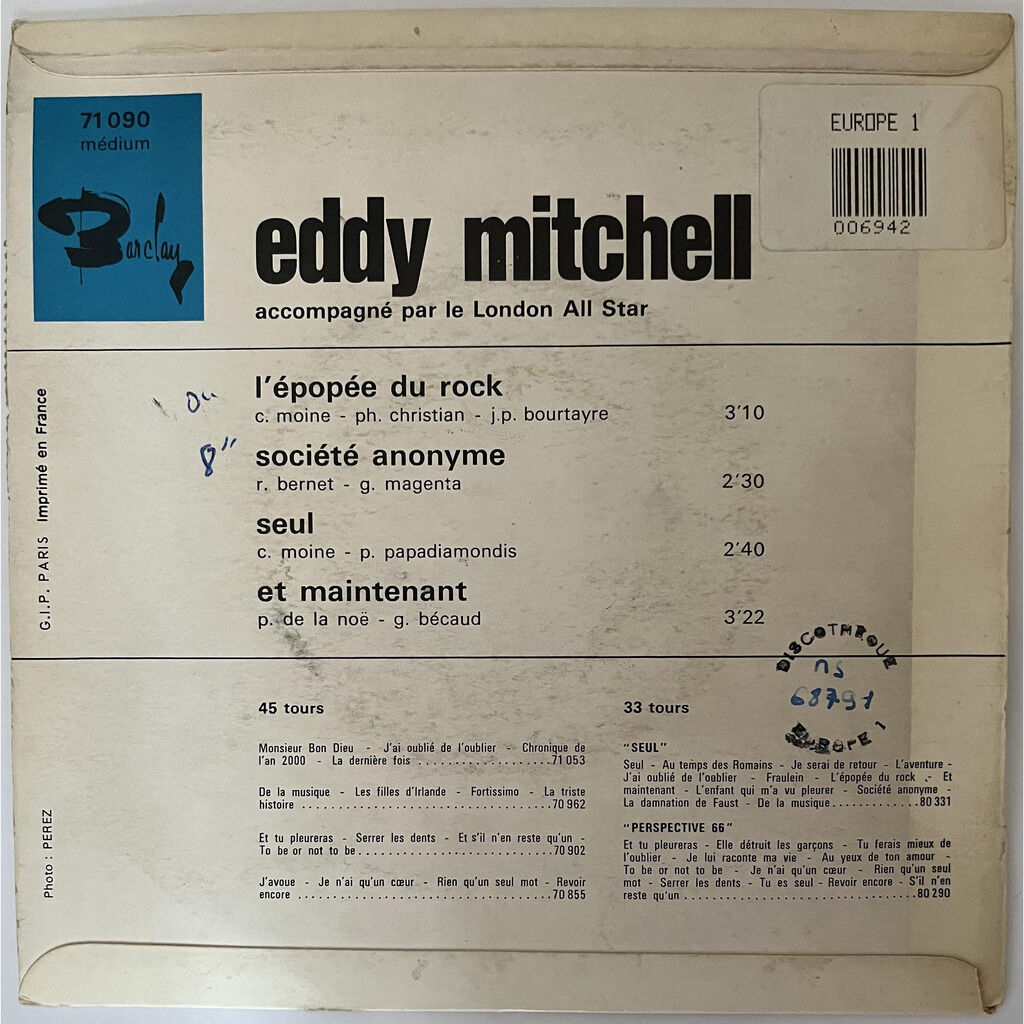 71 090
médium
Barclay
EUROPE 1
006942
eddy mitchell
accompagné par le London All Star
l'épopée du rock
c. moine - ph. christian - j.p. bourtayre 3'10
8"
société anonyme
r. bernet - g. magenta 2'30
seul
c. moine - p. papadiamondis 2'40
et maintenant
p. de la noë - g. bécaud 3'22
G.I.P. PARIS Imprimé en France
DISCOTHEQUE
68791
EUROPE 1
45 tours
Monsieur Bon Dieu - J'ai oublié de l'oublier - Chronique de
l'an 2000 - La dernière fois ..................71 053
De la musique - Les filles d'Irlande - Fortissimo - La triste
histoire ....................................70 962
Et tu pleureras - Serrer les dents - Et s'il n'en reste qu'un -
To be or not to be............................70 902
J'avoue - Je n'ai qu'un cœur - Rien qu'un seul mot - Revoir
encore .....................................70 855
33 tours
"SEUL"
Seul - Au temps des Romains - Je serai de retour - L'aventure -
J'ai oublié de l'oublier - Fraulein - L'épopée du rock - Et
maintenant - L'enfant qui m'a vu pleurer - Société anonyme -
La damnation de Faust - De la musique............80 331
"PERSPECTIVE 66"
Et tu pleureras - Elle détruit les garçons - Tu ferais mieux de
l'oublier - Je lui raconte ma vie - Au yeux de ton amour -
To be or not to be - Je n'ai qu'un cœur - Rien qu'un seul
mot - Serrer les dents - Tu es seul - Revoir encore - S'il n'en
reste qu'un .................................80 290
Photo : PEREZ